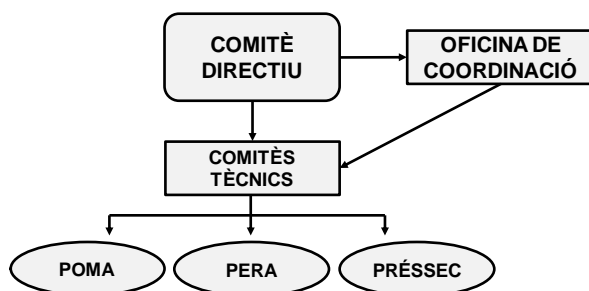 COMITÈ
DIRECTIU
OFICINA DE
COORDINACIÓ
COMITÈS
TÈCNICS
POMA
PERA
PRÉSSEC